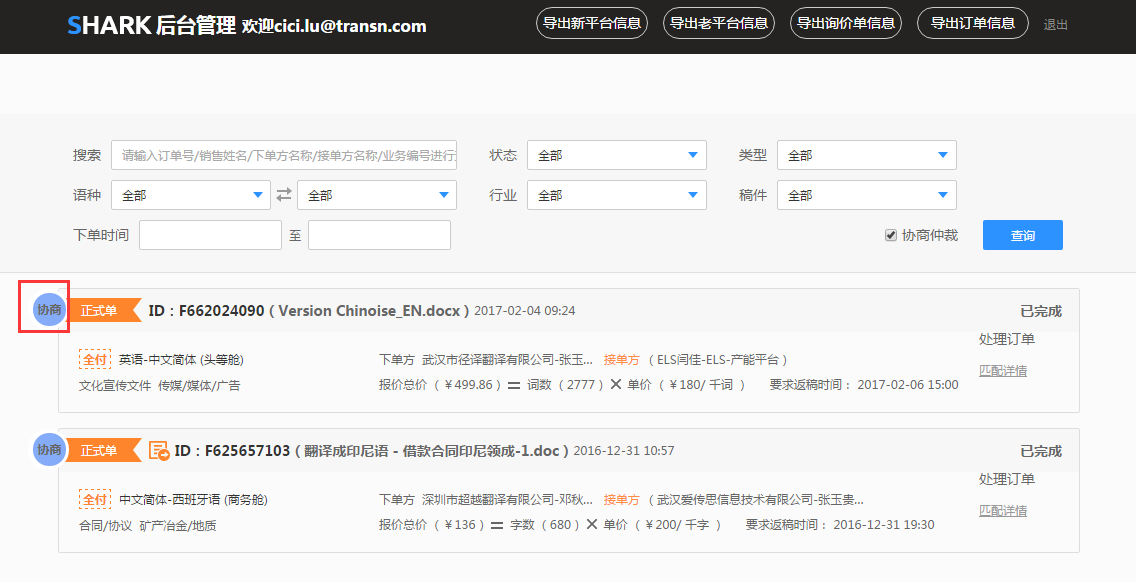 SHARK 后台管理 欢迎cici.lu@transn.com 导出新平台信息 导出老平台信息 导出询价单信息 导出订单信息 退出
搜索 请输入订单号/销售姓名/下单方名称/接单方名称/业务编号进行 状态 全部 类型 全部
语种 全部 全部 行业 全部 稿件 全部
下单时间 至 协商仲裁 查询
协商 正式单 ID：F662024090 ( Version Chinoise_EN.docx ) 2017-02-04 09:24 已完成
处理订单
全付 英语-中文简体 (头等舱) 下单方 武汉市径译翻译有限公司-张玉... 接单方 ( ELS闫佳-ELS-产能平台 )
匹配详情
文化宣传文件 传媒/媒体/广告 报价总价 ( ￥499.86 ) = 词数 ( 2777 ) × 单价 ( ￥180/ 千词 ) 要求返稿时间： 2017-02-06 15:00
协商 正式单 ID：F625657103 ( 翻译成印尼语 - 借款合同印尼领成-1.doc ) 2016-12-31 10:57 已完成
处理订单
全付 中文简体-西班牙语 (商务舱) 下单方 深圳市超越翻译有限公司-邓秋... 接单方 ( 武汉爱传思信息技术有限公司-张玉贵...
匹配详情
合同/协议 矿产冶金/地质 报价总价 ( ￥136 ) = 字数 ( 680 ) × 单价 ( ￥200/ 千字 ) 要求返稿时间： 2016-12-31 19:30